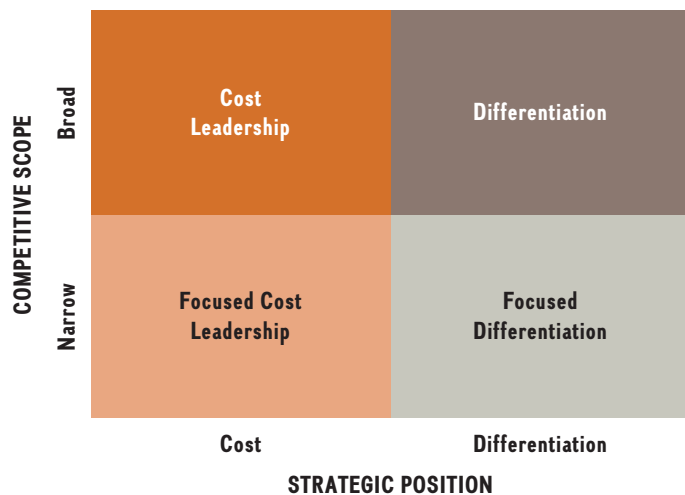 COMPETITIVE SCOPE
Broad
Cost
Leadership
Differentiation
Narrow
Focused Cost
Leadership
Focused
Differentiation
Cost
Differentiation
STRATEGIC POSITION